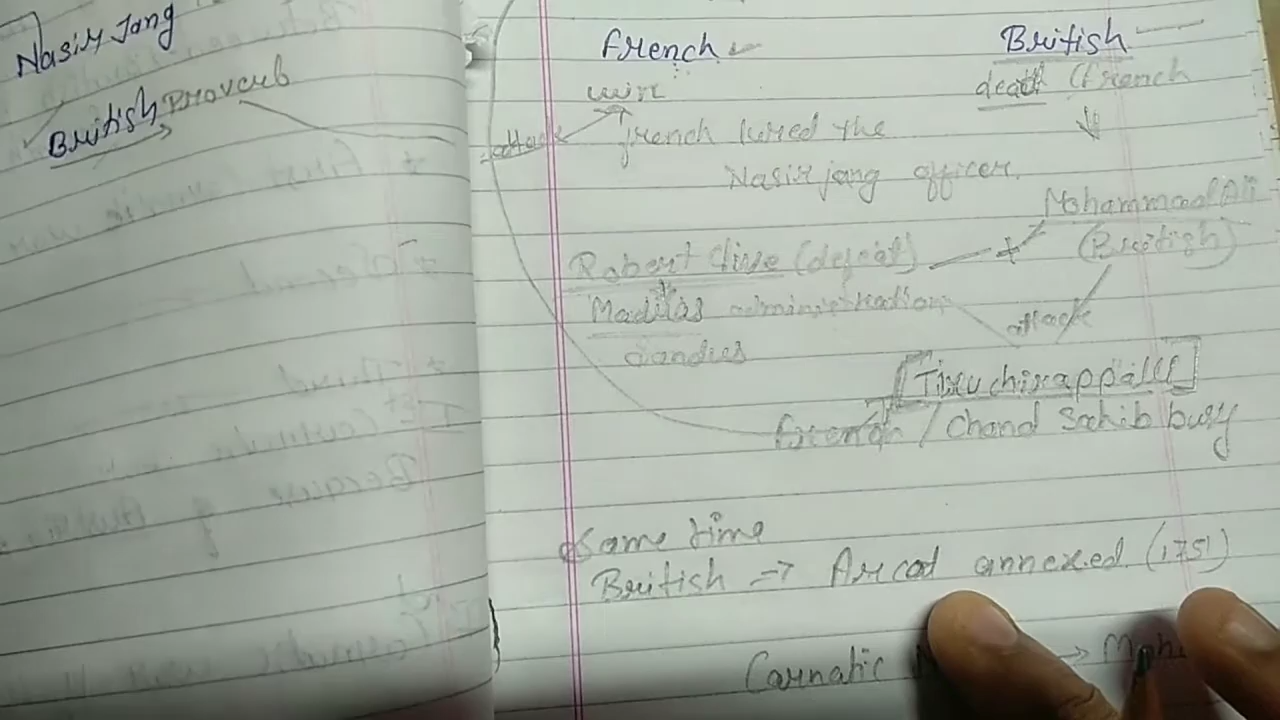 Nasir Jang
British Proverb
French
British
win
death (French
attack
french lured the
Nasir jang officer.
Mohammad Ali
(British)
Robert Clive (defeat)
Madras administration
attack
Tiruchirappalli
French / Chand Sahib busy
Same time
British → Arcot annexed (1751)
Carnatic